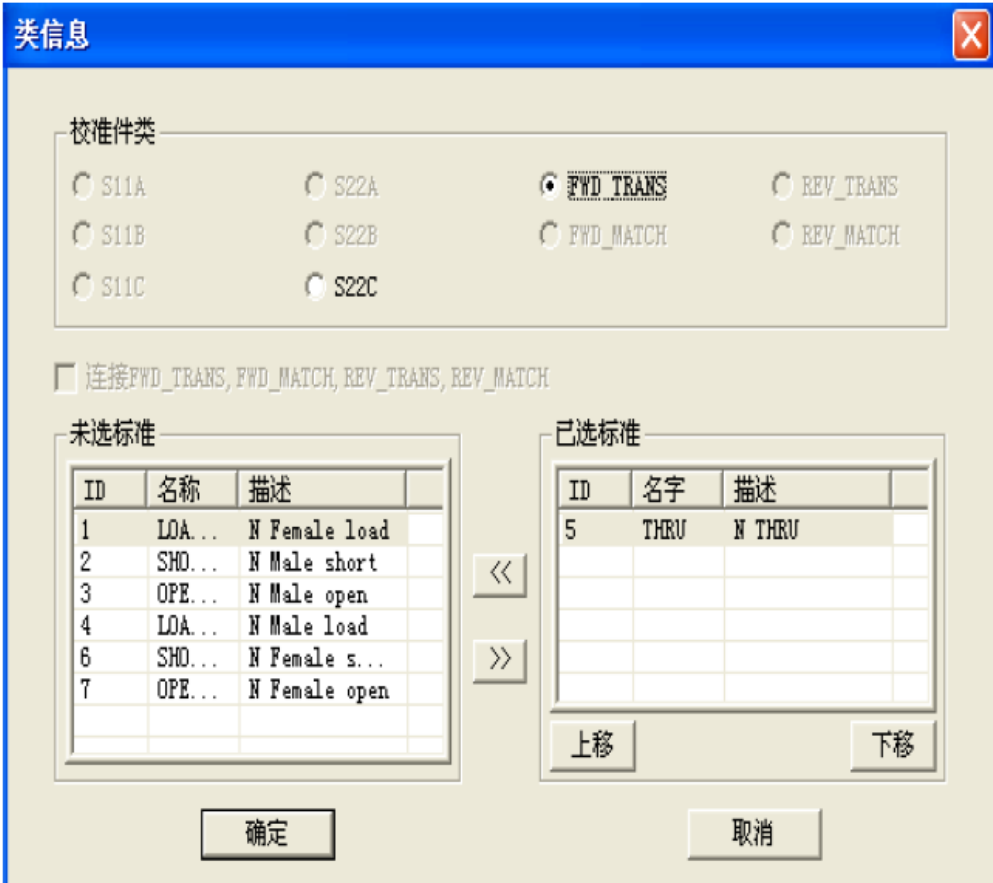 类信息
校准件类
S11A S22A FWD_TRANS REV_TRANS
S11B S22B FWD_MATCH REV_MATCH
S11C S22C
连接FWD_TRANS, FWD_MATCH, REV_TRANS, REV_MATCH
未选标准 已选标准
ID 名称 描述 ID 名字 描述
1 LOA... N Female load 5 THRU N THRU
2 SHO... N Male short
3 OPE... N Male open
4 LOA... N Male load
6 SHO... N Female s...
7 OPE... N Female open
<<
>>
上移 下移
确定 取消